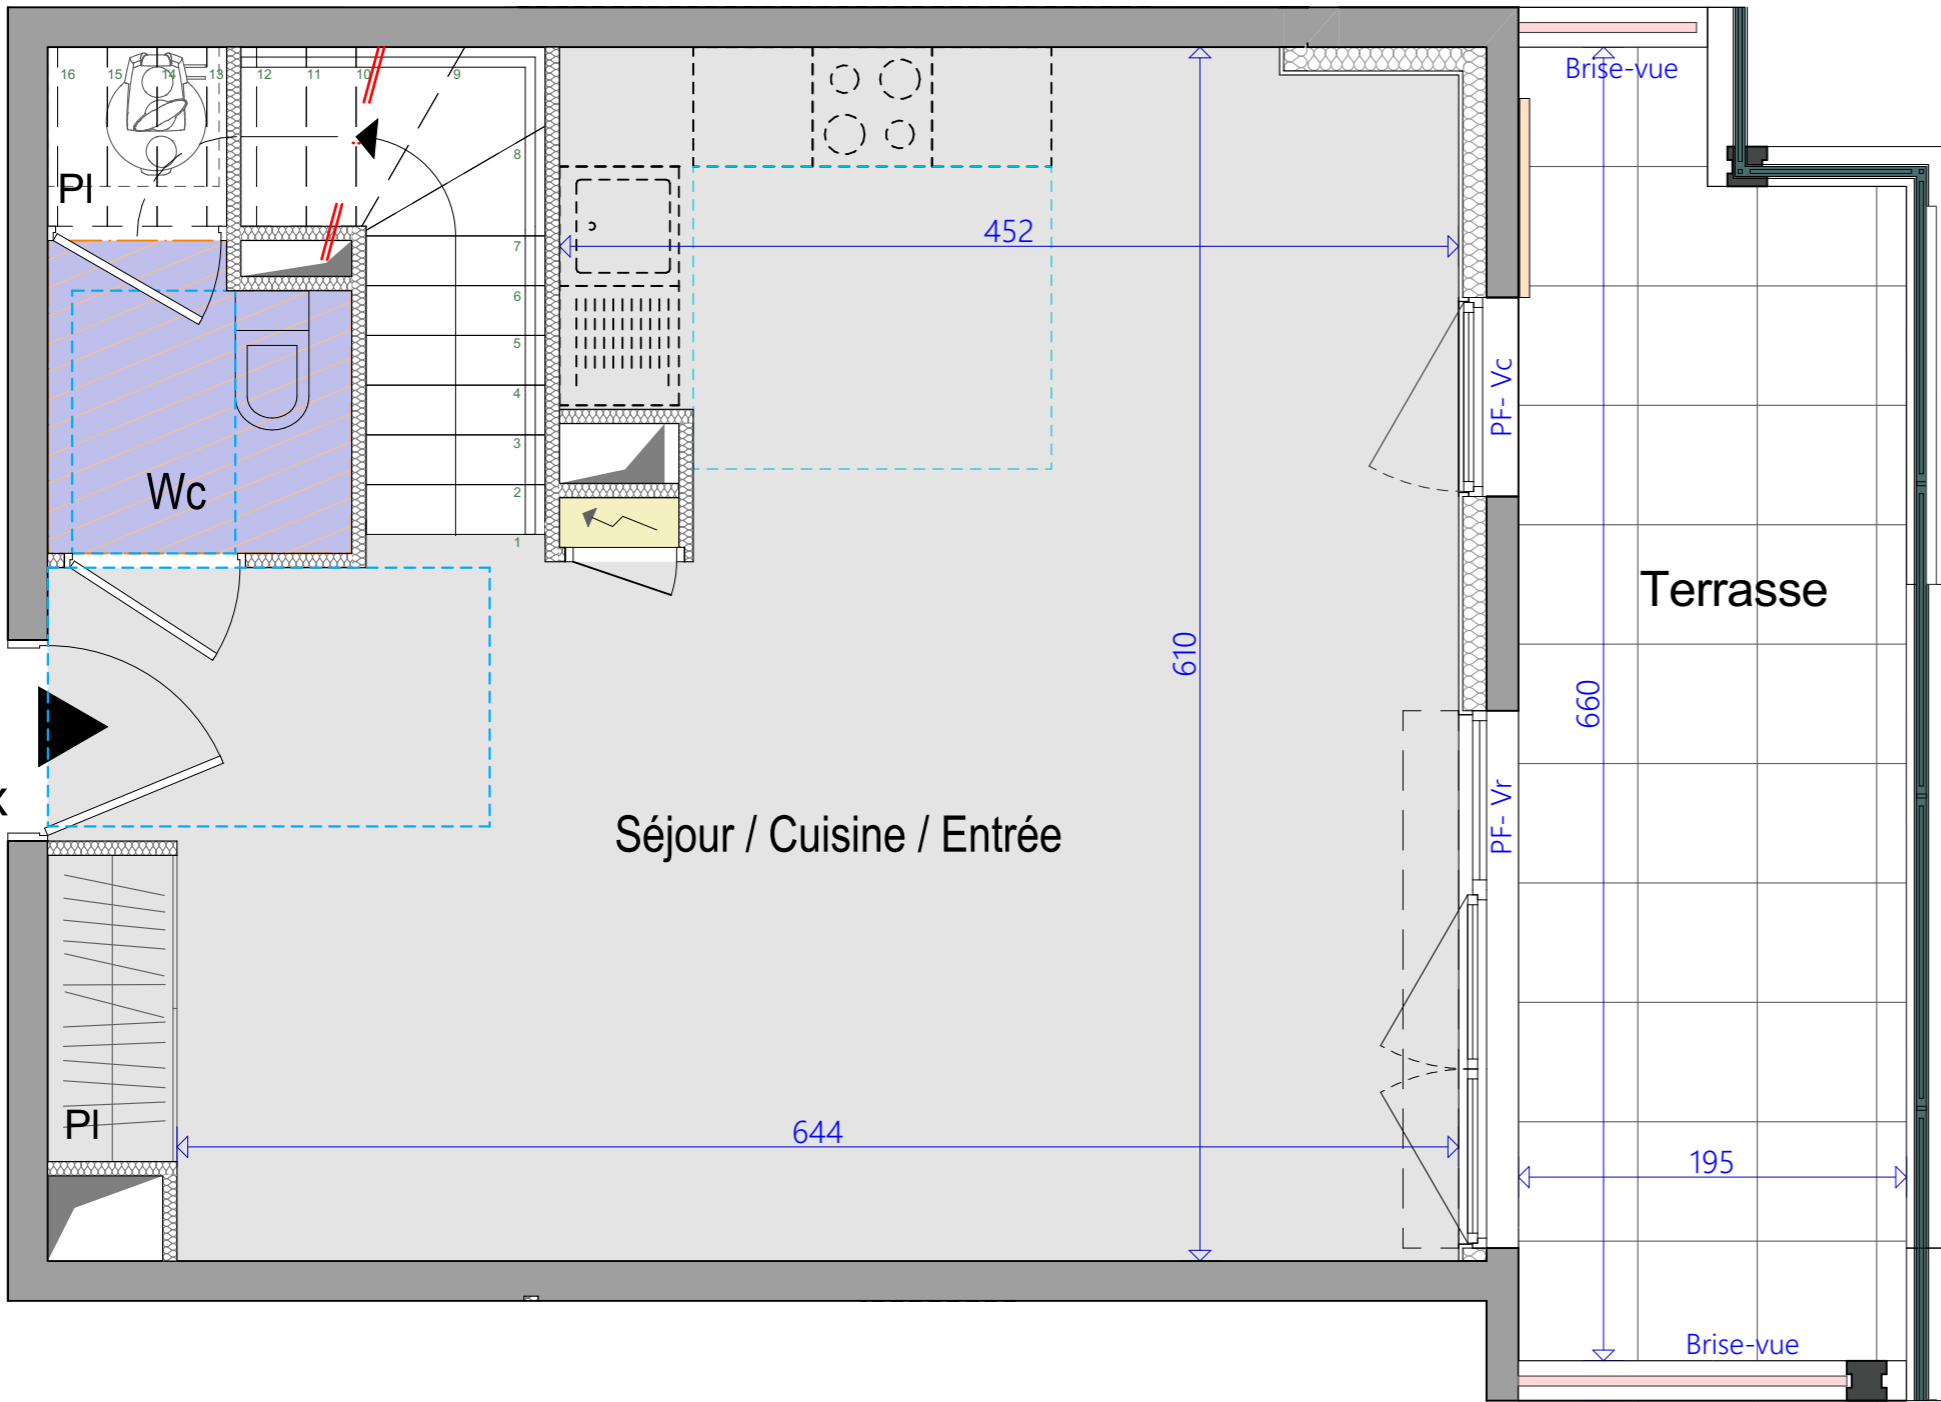 16 15 14 13 12 11 10 9
Brise-vue
8
Pl
452
7
6
5
PF- Vc
4
3
Wc
2
1
Terrasse
610
660
x
PF- Vr
Séjour / Cuisine / Entrée
Pl
644
195
Brise-vue